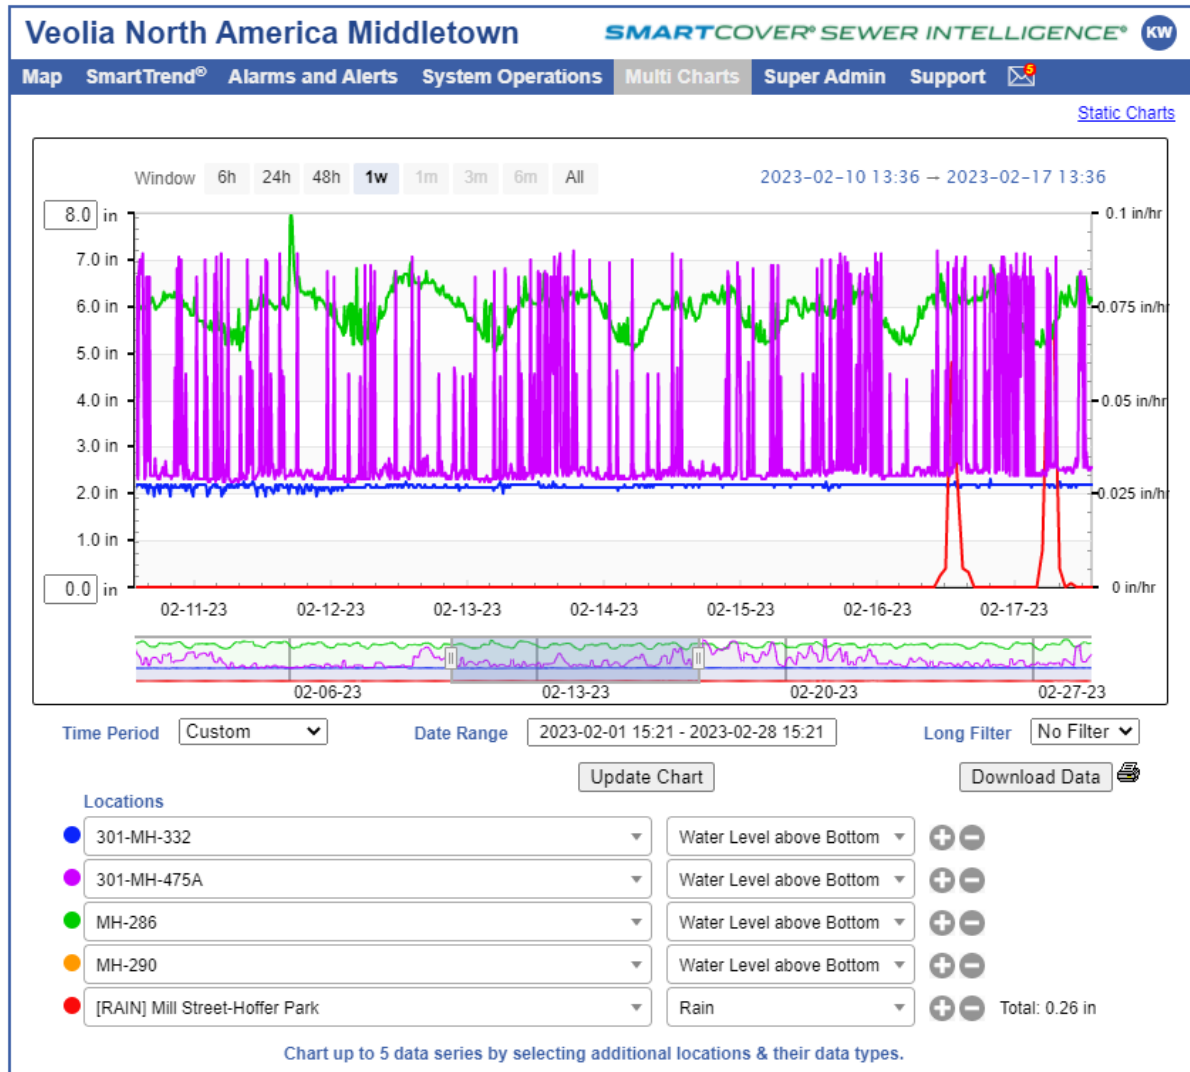 Veolia North America Middletown
SMARTCOVER® SEWER INTELLIGENCE®
KW
Map SmartTrend® Alarms and Alerts System Operations Multi Charts Super Admin Support 5
Static Charts
Window 6h 24h 48h 1w 1m 3m 6m All 2023-02-10 13:36 → 2023-02-17 13:36
8.0 in 0.1 in/hr
7.0 in
6.0 in 0.075 in/hr
5.0 in
4.0 in 0.05 in/hr
3.0 in
2.0 in 0.025 in/hr
1.0 in
0.0 in 0 in/hr
02-11-23 02-12-23 02-13-23 02-14-23 02-15-23 02-16-23 02-17-23
02-06-23 02-13-23 02-20-23 02-27-23
Time Period Custom Date Range 2023-02-01 15:21 - 2023-02-28 15:21 Long Filter No Filter
Update Chart Download Data
Locations
301-MH-332 Water Level above Bottom
301-MH-475A Water Level above Bottom
MH-286 Water Level above Bottom
MH-290 Water Level above Bottom
[RAIN] Mill Street-Hoffer Park Rain Total: 0.26 in
Chart up to 5 data series by selecting additional locations & their data types.